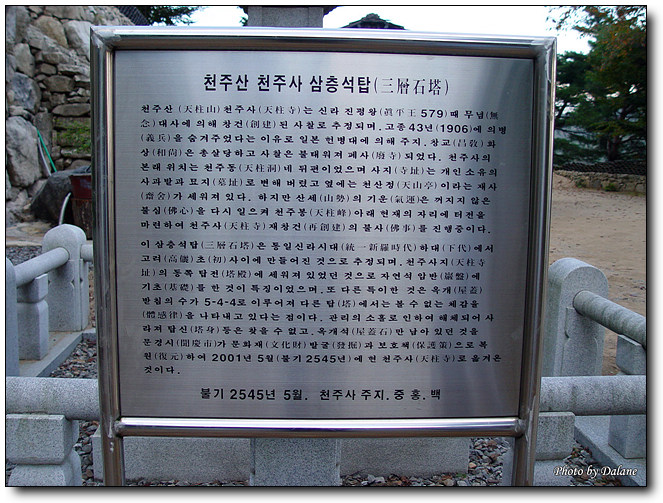 천주산 천주사 삼층석탑(三層石塔)
천주산 (天柱山) 천주사 (天柱寺)는 신라 진평왕(眞平王 579) 때 무념(無
念) 대사에 의해 창건 (創建) 된 사찰로 추정되며, 고종 43년 (1906)에 의병
(義兵)을 숨겨주었다는 이유로 일본 헌병대에 의해 주지, 창교(昌敎)화
상(和尙)은 총살당하고 사찰은 불태워져 폐사 (廢寺) 되었다. 천주사의
본래 위치는 천주동(天柱洞)네 뒤편이었으며 사지(寺址)는 개인 소유의
사과밭과 묘지(墓址)로 변해 버렸고 옆에는 천산정 (天山亭) 이라는 재사
(齋舍)가 세워져 있다. 하지만 산세(山勢)의 기운(氣運)은 꺼지지 않은
불심(佛心)을 다시 일으켜 천주봉(天柱峰)아래 현재의 자리에 터전을
마련하여 천주사(天柱寺) 재창건(再創建)의 불사(佛事)를 진행중이다.
이 삼층석탑(三層石塔)은 통일신라시대(統一新羅時代) 하대 (下代) 에서
고려(高麗)초(初)사이에 만들어진 것으로 추정되며, 천주사지(天柱寺
址)의 동쪽 탑전(塔殿)에 세워져 있었던 것으로 자연석 암반(巖盤)에
기초(基礎)를 한 것이 특징이었으며, 또 다른 특이한 것은 옥개(屋蓋)
받침의 수가 5-4-4로 이루어져 다른 탑(塔)에서는 볼 수 없는 체감율
(體感律)을 나타내고 있다는 점이다. 관리의 소홀로 인하여 해체되어 사
라져 탑신(塔身)등은 찾을 수 없고, 옥개석(屋蓋石)만 남아 있던 것을
문경시(聞慶市)가 문화재(文化財)발굴(發掘)과 보호책(保護策)으로 복
원(復元)하여 2001년 5월(불기 2545년)에 현 천주사(天柱寺)로 옮겨온
것이다.
불기 2545년 5월. 천주사 주지. 중 흥. 백
Photo by Dalane